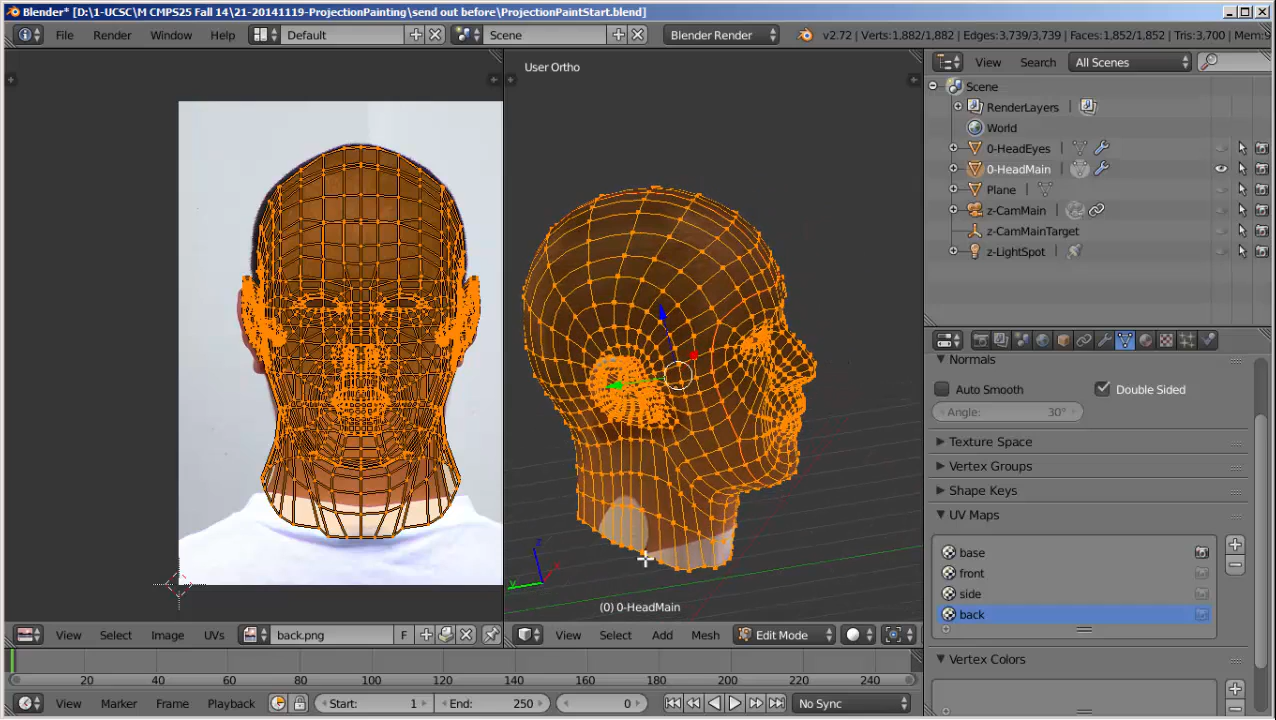 Blender* [D:\1-UCSC\M CMPS25 Fall 14\21-20141119-ProjectionPainting\send out before\ProjectionPaintStart.blend]
File Render Window Help Default Scene Blender Render v2.72 | Verts:1,882/1,882 | Edges:3,739/3,739 | Faces:1,852/1,852 | Tris:3,700 | Mem:9
User Ortho
View Search All Scenes
Scene
RenderLayers
World
0-HeadEyes
0-HeadMain
Plane
z-CamMain
z-CamMainTarget
z-LightSpot
Normals
Auto Smooth Double Sided
Angle: 30°
Texture Space
Vertex Groups
Shape Keys
UV Maps
base
front
side
back
z
y x
(0) 0-HeadMain
View Select Image UVs back.png F View Select Add Mesh Edit Mode
Vertex Colors
0 20 40 60 80 100 120 140 160 180 200 220 240
View Marker Frame Playback Start: 1 End: 250 0 No Sync